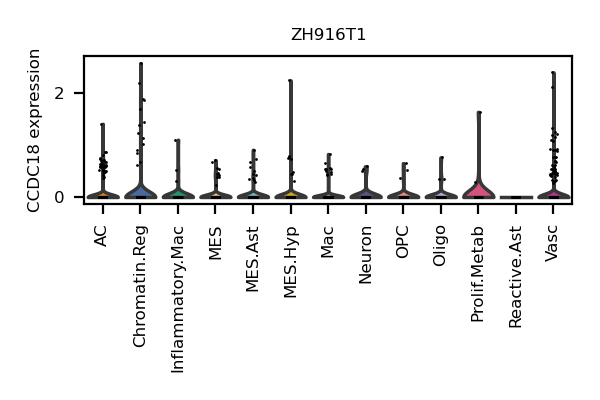 ZH916T1
CCDC18 expression
2
0
AC
Chromatin.Reg
Inflammatory.Mac
MES
MES.Ast
MES.Hyp
Mac
Neuron
OPC
Oligo
Prolif.Metab
Reactive.Ast
Vasc